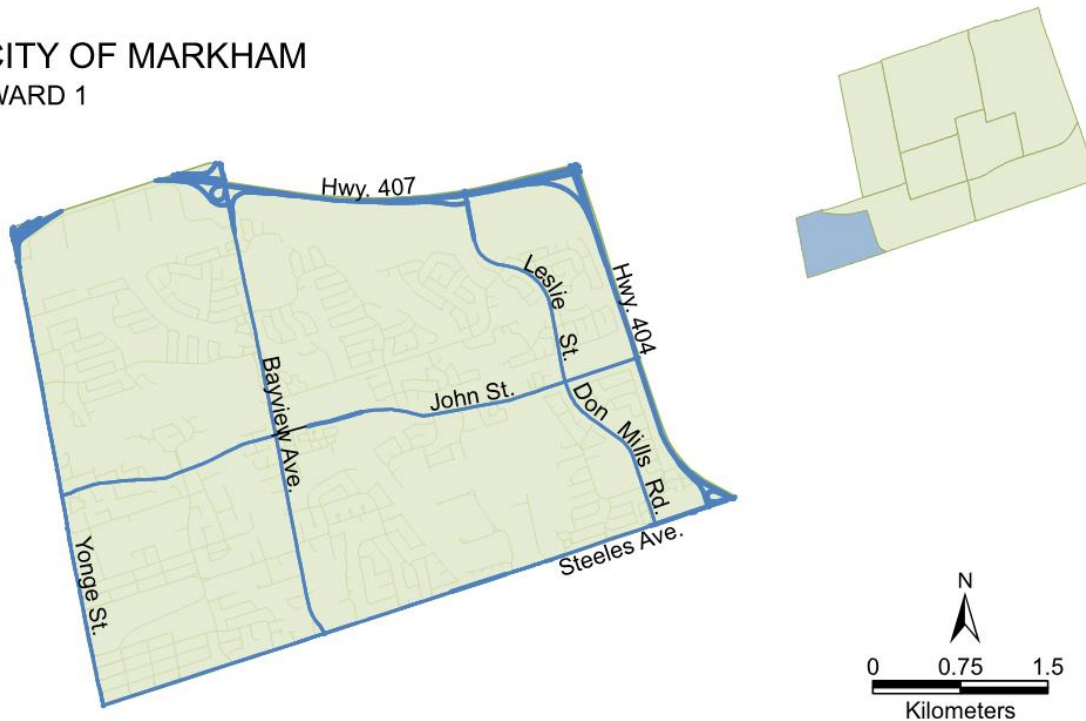 CITY OF MARKHAM
WARD 1
Hwy. 407
Leslie St.
Hwy. 404
Bayview Ave.
John St.
Don Mills Rd.
Yonge St.
Steeles Ave.
N
0 0.75 1.5
Kilometers